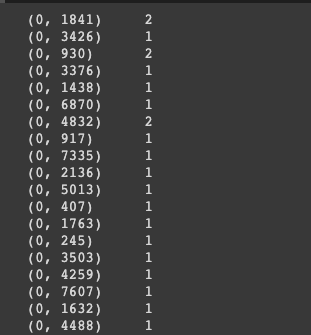 (0, 1841) 2
(0, 3426) 1
(0, 930) 2
(0, 3376) 1
(0, 1438) 1
(0, 6870) 1
(0, 4832) 2
(0, 917) 1
(0, 7335) 1
(0, 2136) 1
(0, 5013) 1
(0, 407) 1
(0, 1763) 1
(0, 245) 1
(0, 3503) 1
(0, 4259) 1
(0, 7607) 1
(0, 1632) 1
(0, 4488) 1